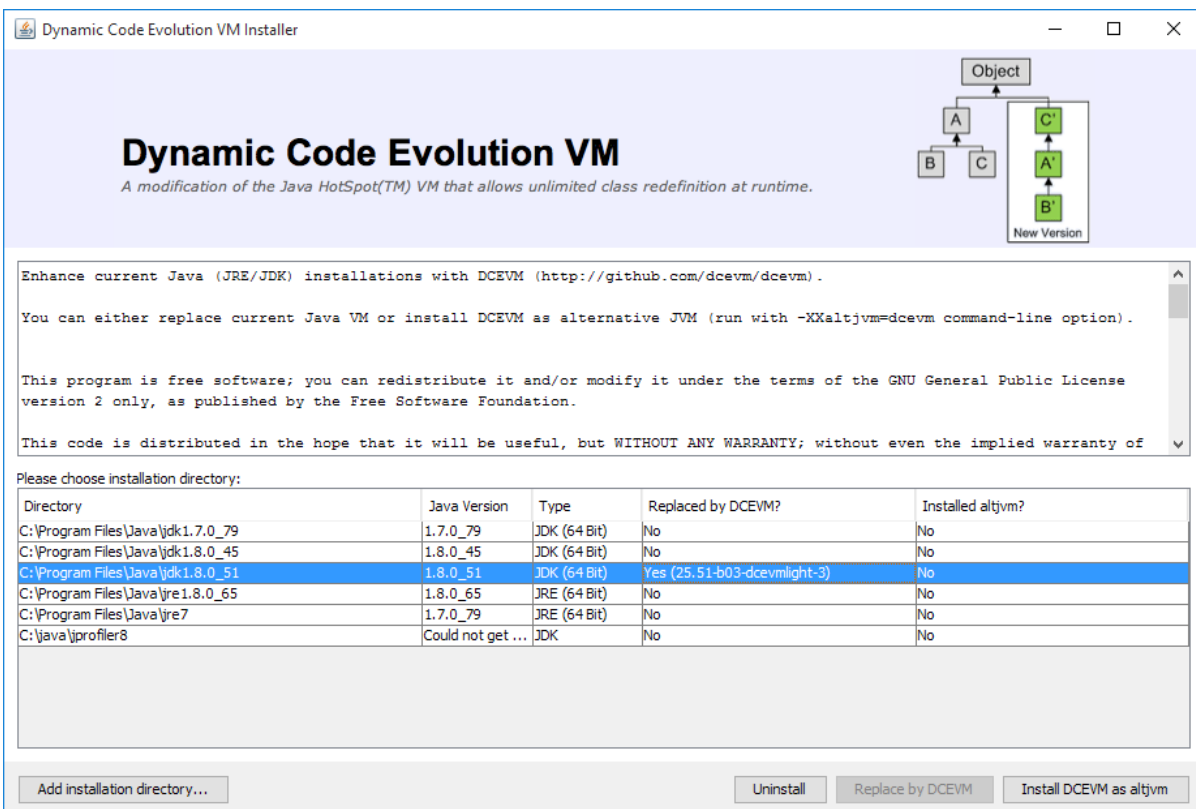 Dynamic Code Evolution VM Installer
Object
A
C'
B
C
A'
B'
New Version
Dynamic Code Evolution VM
A modification of the Java HotSpot(TM) VM that allows unlimited class redefinition at runtime.
Enhance current Java (JRE/JDK) installations with DCEVM (http://github.com/dcevm/dcevm).
You can either replace current Java VM or install DCEVM as alternative JVM (run with -XXaltjvm=dcevm command-line option).
This program is free software; you can redistribute it and/or modify it under the terms of the GNU General Public License
version 2 only, as published by the Free Software Foundation.
This code is distributed in the hope that it will be useful, but WITHOUT ANY WARRANTY; without even the implied warranty of
Please choose installation directory:
Directory Java Version Type Replaced by DCEVM? Installed altjvm?
C:\Program Files\Java\jdk1.7.0_79 1.7.0_79 JDK (64 Bit) No No
C:\Program Files\Java\jdk1.8.0_45 1.8.0_45 JDK (64 Bit) No No
C:\Program Files\Java\jdk1.8.0_51 1.8.0_51 JDK (64 Bit) Yes (25.51-b03-dcevmlight-3) No
C:\Program Files\Java\jre1.8.0_65 1.8.0_65 JRE (64 Bit) No No
C:\Program Files\Java\jre7 1.7.0_79 JRE (64 Bit) No No
C:\java\jprofiler8 Could not get ... JDK No No
Add installation directory... Uninstall Replace by DCEVM Install DCEVM as altjvm